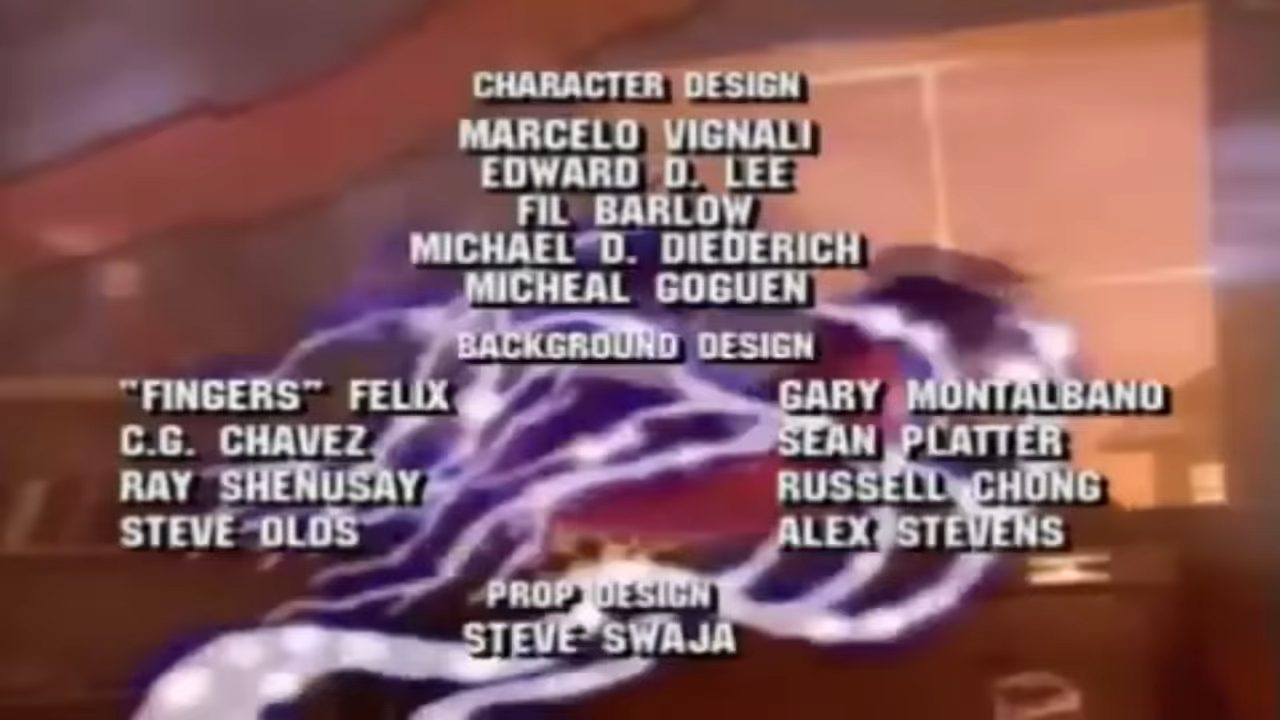 CHARACTER DESIGN
MARCELO VIGNALI
EDWARD D. LEE
FIL BARLOW
MICHAEL D. DIEDERICH
MICHEAL GOGUEN
BACKGROUND DESIGN
"FINGERS" FELIX
C.G. CHAVEZ
RAY SHENUSAY
STEVE OLDS
GARY MONTALBANO
SEAN PLATTER
RUSSELL CHONG
ALEX STEVENS
PROP DESIGN
STEVE SWAJA